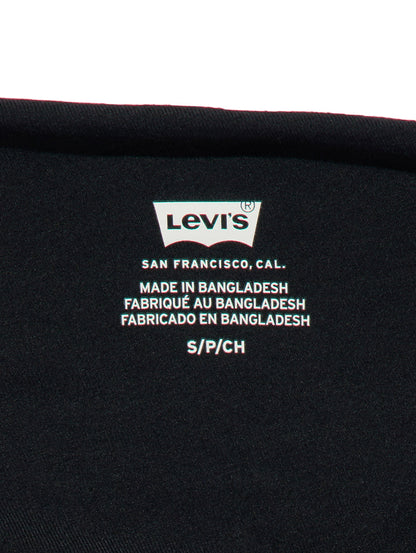 Levi's ®
SAN FRANCISCO, CAL.
MADE IN BANGLADESH
FABRIQUÉ AU BANGLADESH
FABRICADO EN BANGLADESH
S/P/CH